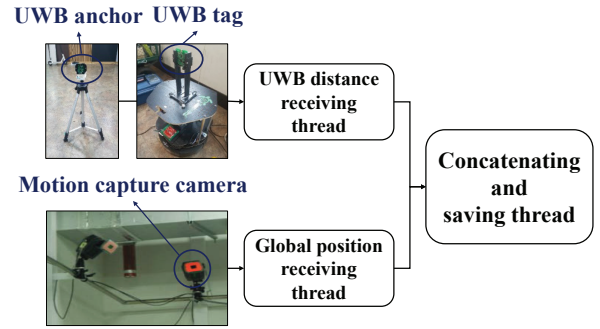 UWB anchor UWB tag
UWB distance
receiving
thread
Concatenating
and
saving thread
Motion capture camera
Global position
receiving
thread